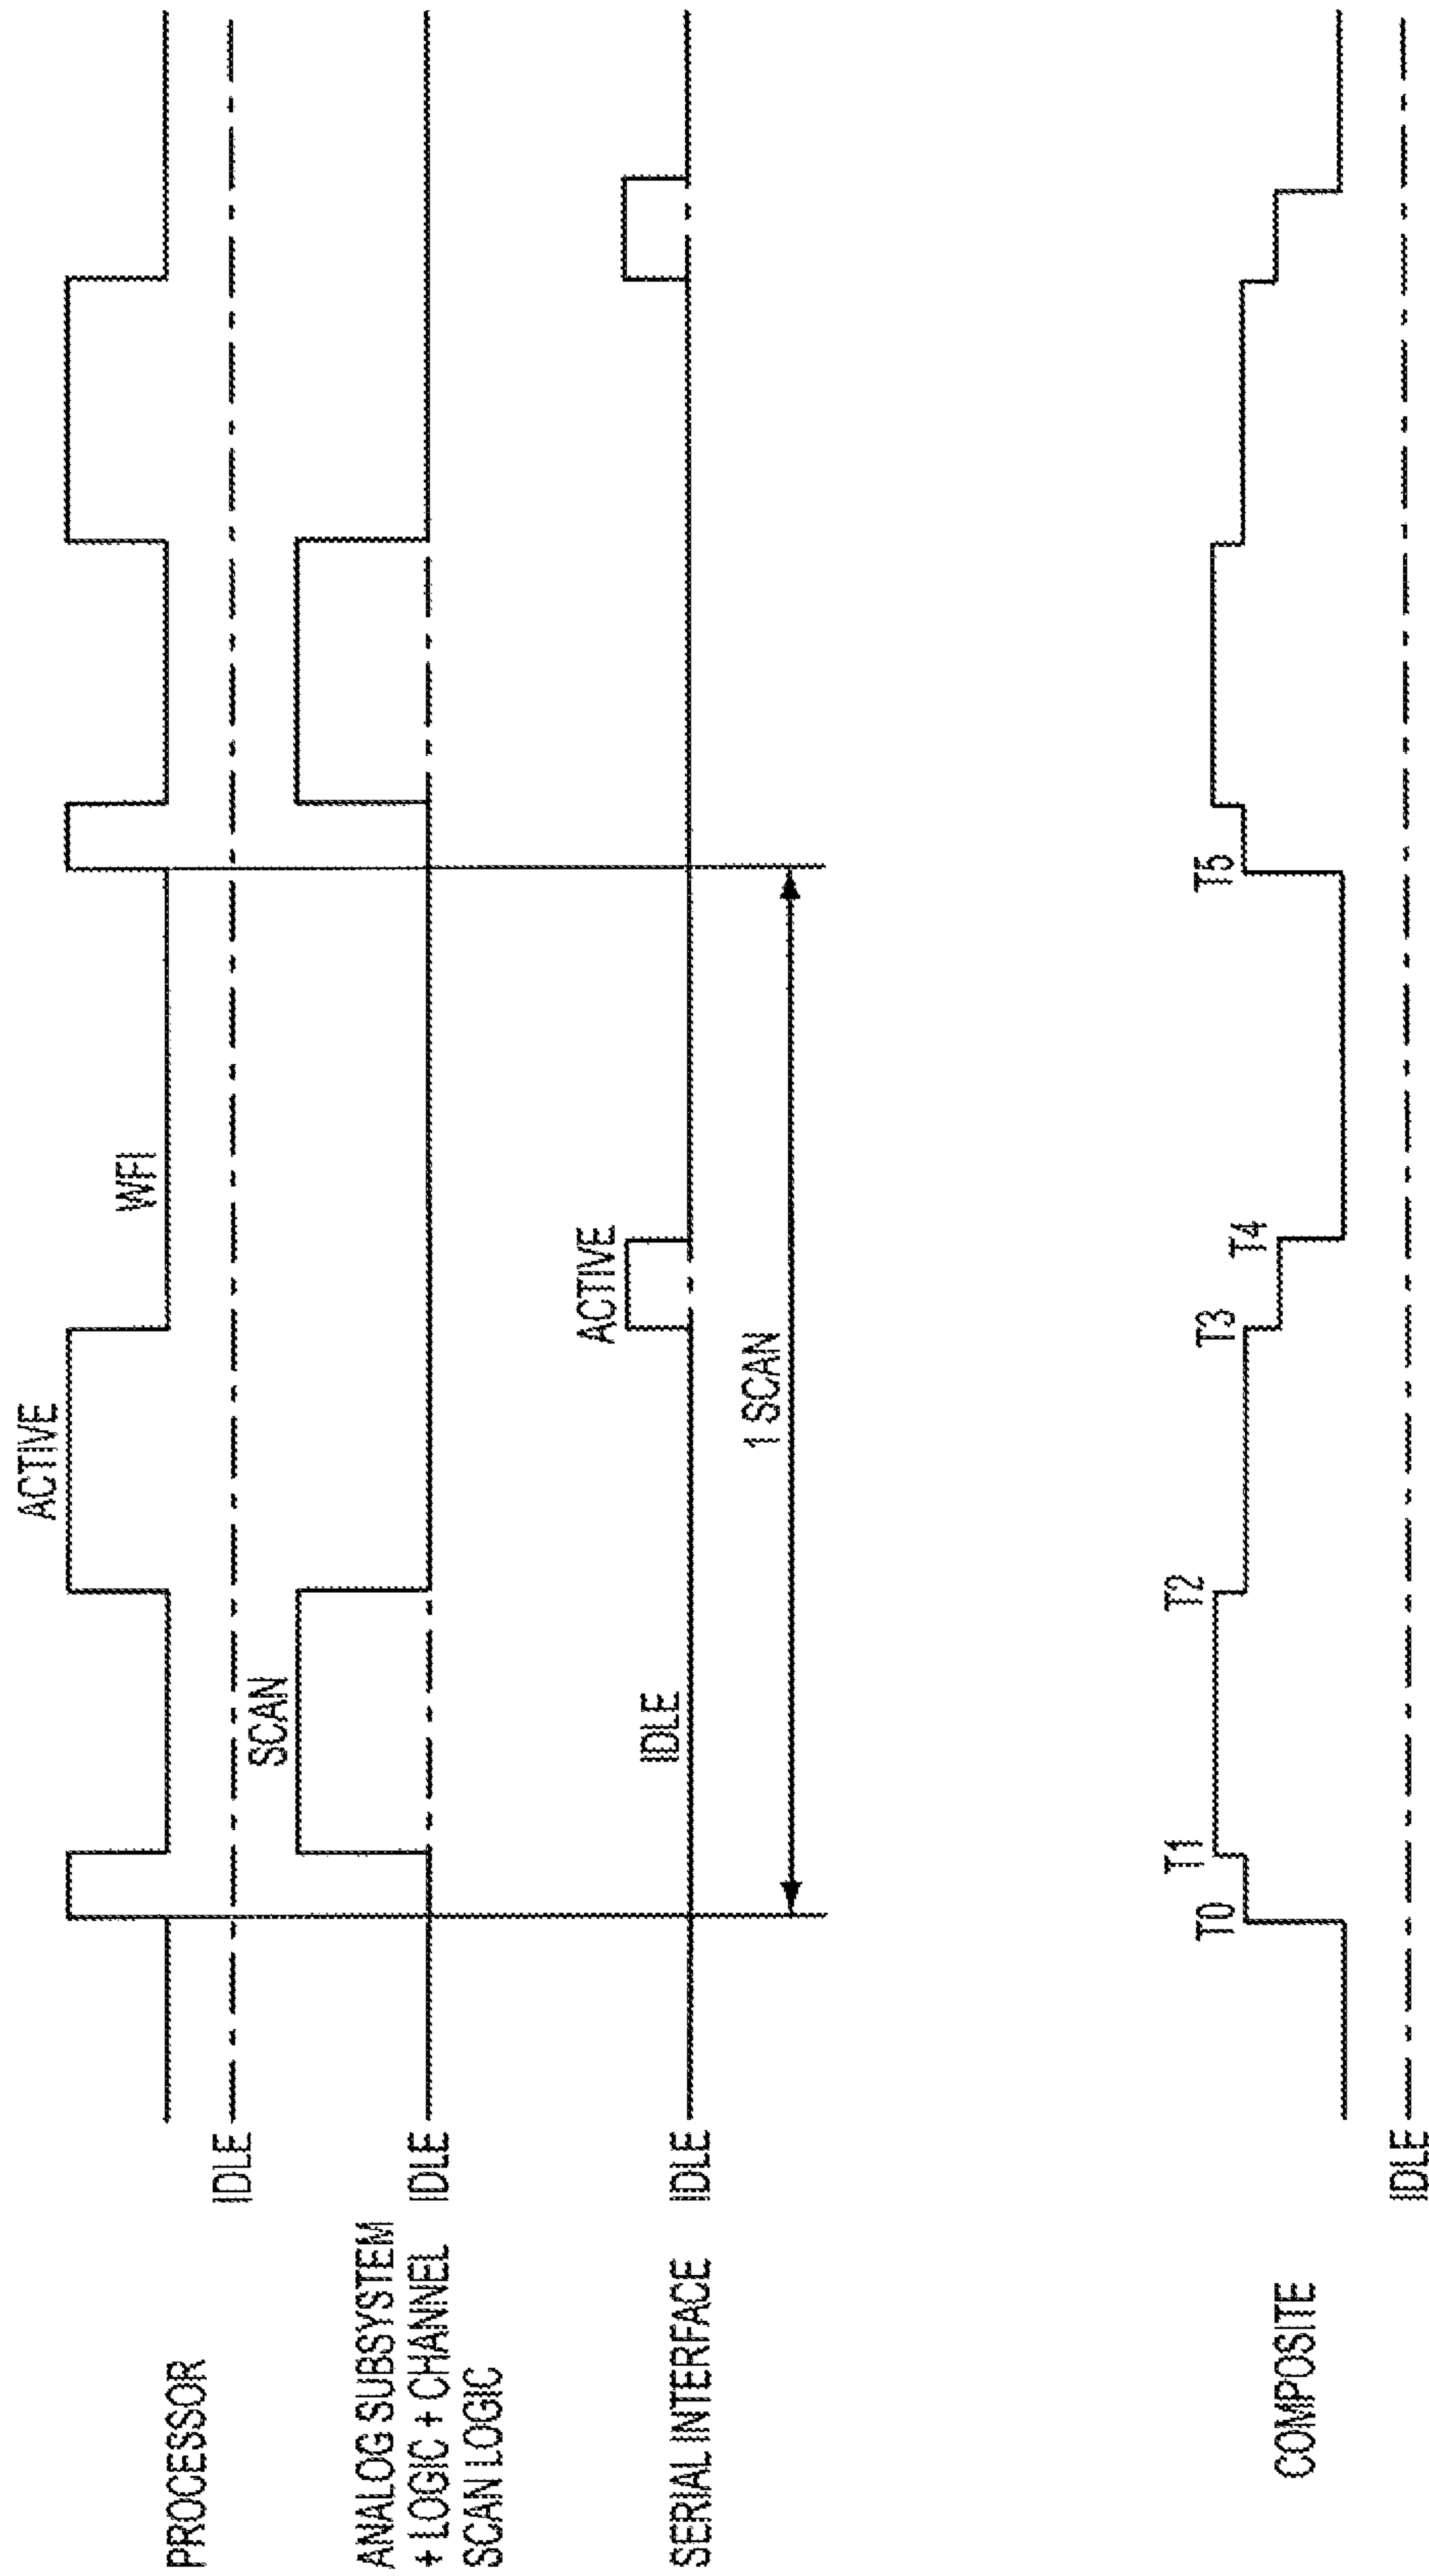 ACTIVE
WFI
PROCESSOR
IDLE
SCAN
ANALOG SUBSYSTEM
+ LOGIC + CHANNEL
SCAN LOGIC
IDLE
ACTIVE
IDLE
SERIAL INTERFACE
IDLE
1 SCAN
T0
T1
T2
T3
T4
T5
COMPOSITE
IDLE